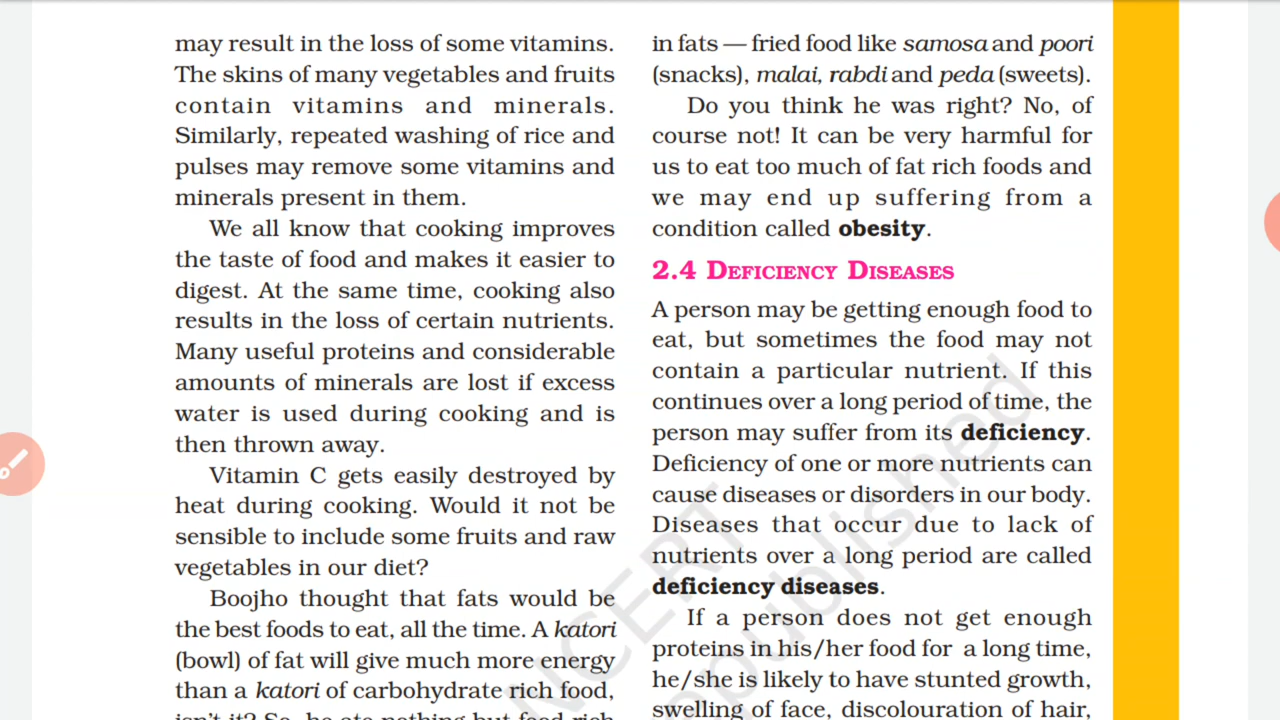 may result in the loss of some vitamins.
The skins of many vegetables and fruits
contain vitamins and minerals.
Similarly, repeated washing of rice and
pulses may remove some vitamins and
minerals present in them.
We all know that cooking improves
the taste of food and makes it easier to
digest. At the same time, cooking also
results in the loss of certain nutrients.
Many useful proteins and considerable
amounts of minerals are lost if excess
water is used during cooking and is
then thrown away.
Vitamin C gets easily destroyed by
heat during cooking. Would it not be
sensible to include some fruits and raw
vegetables in our diet?
Boojho thought that fats would be
the best foods to eat, all the time. A katori
(bowl) of fat will give much more energy
than a katori of carbohydrate rich food,
isn't it? So, he ate nothing but food rich
in fats — fried food like samosa and poori
(snacks), malai, rabdi and peda (sweets).
Do you think he was right? No, of
course not! It can be very harmful for
us to eat too much of fat rich foods and
we may end up suffering from a
condition called obesity.
2.4 DEFICIENCY DISEASES
A person may be getting enough food to
eat, but sometimes the food may not
contain a particular nutrient. If this
continues over a long period of time, the
person may suffer from its deficiency.
Deficiency of one or more nutrients can
cause diseases or disorders in our body.
Diseases that occur due to lack of
nutrients over a long period are called
deficiency diseases.
If a person does not get enough
proteins in his/her food for a long time,
he/she is likely to have stunted growth,
swelling of face, discolouration of hair,
NCERT
republished